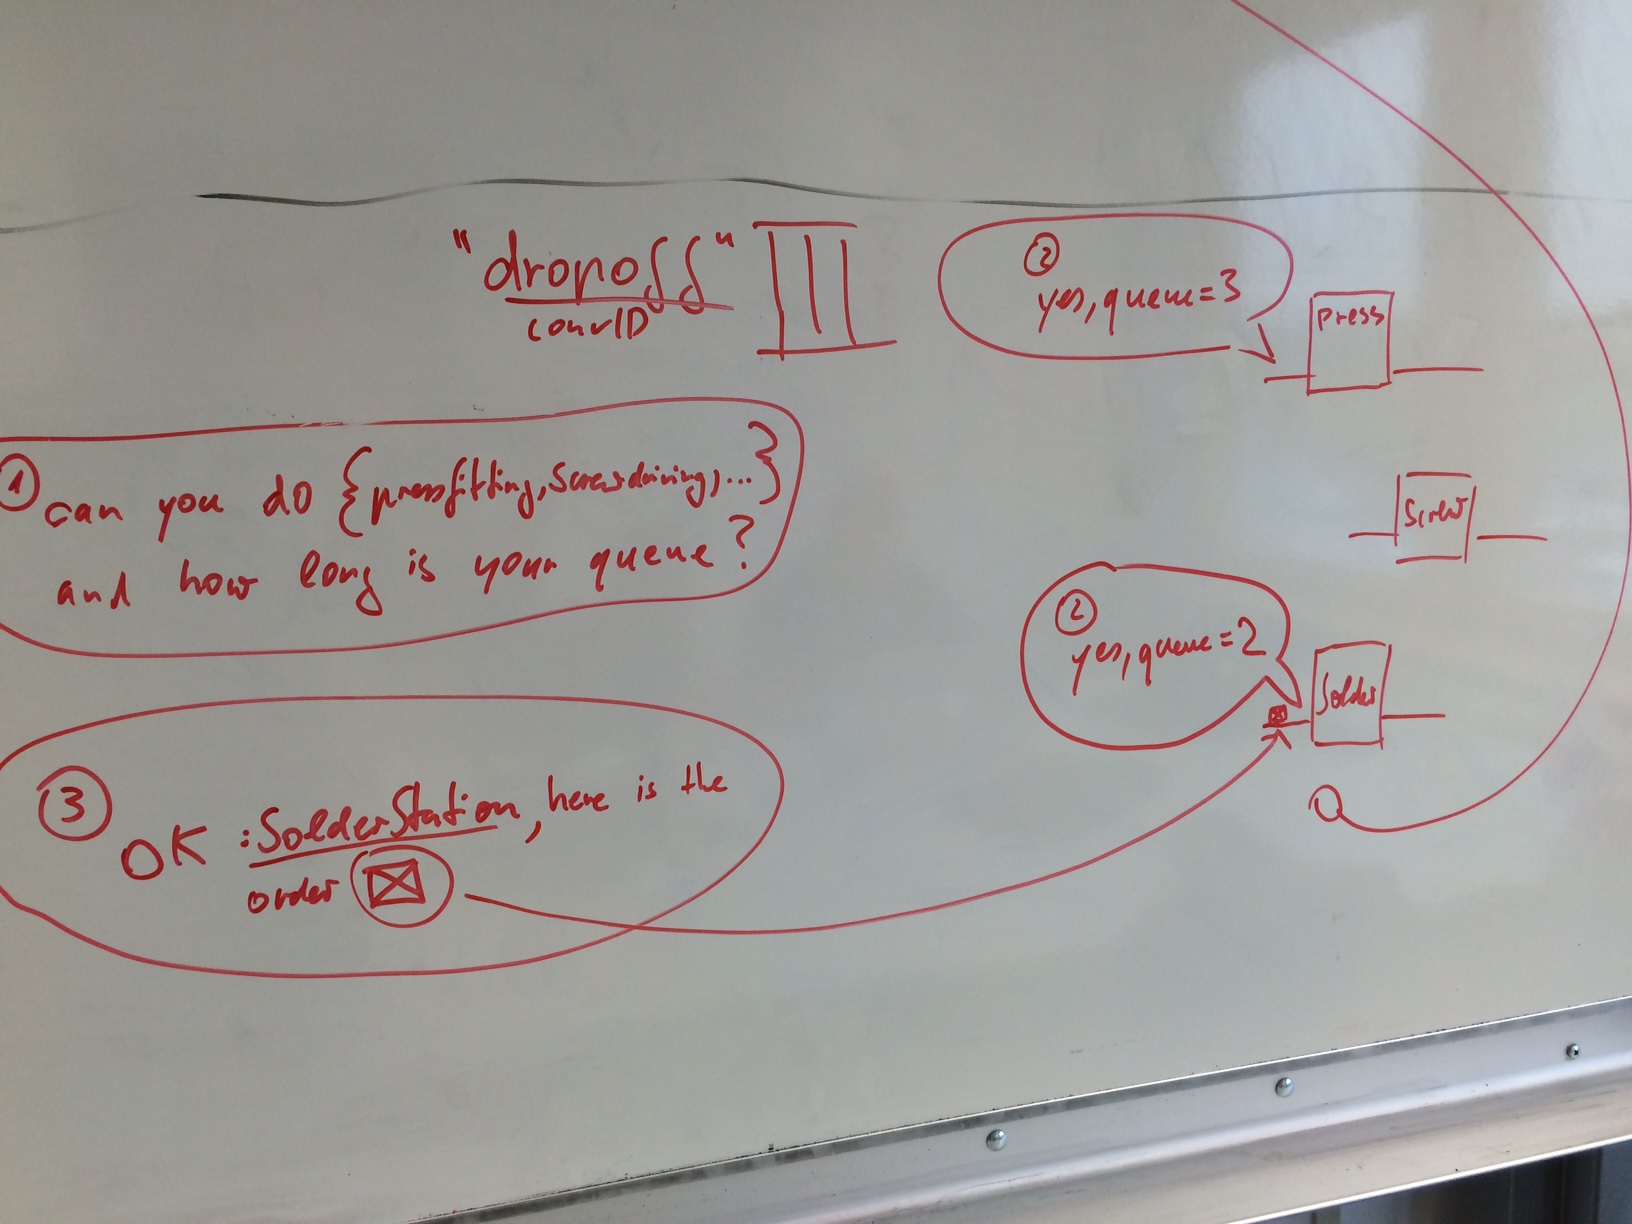 "dropoff"
convID
III
② yes, queue=3
press
① can you do {pressfitting, screwdriving, ...}
and how long is your queue?
screw
② yes, queue=2
solder
③ OK :SolderStation, here is the
order